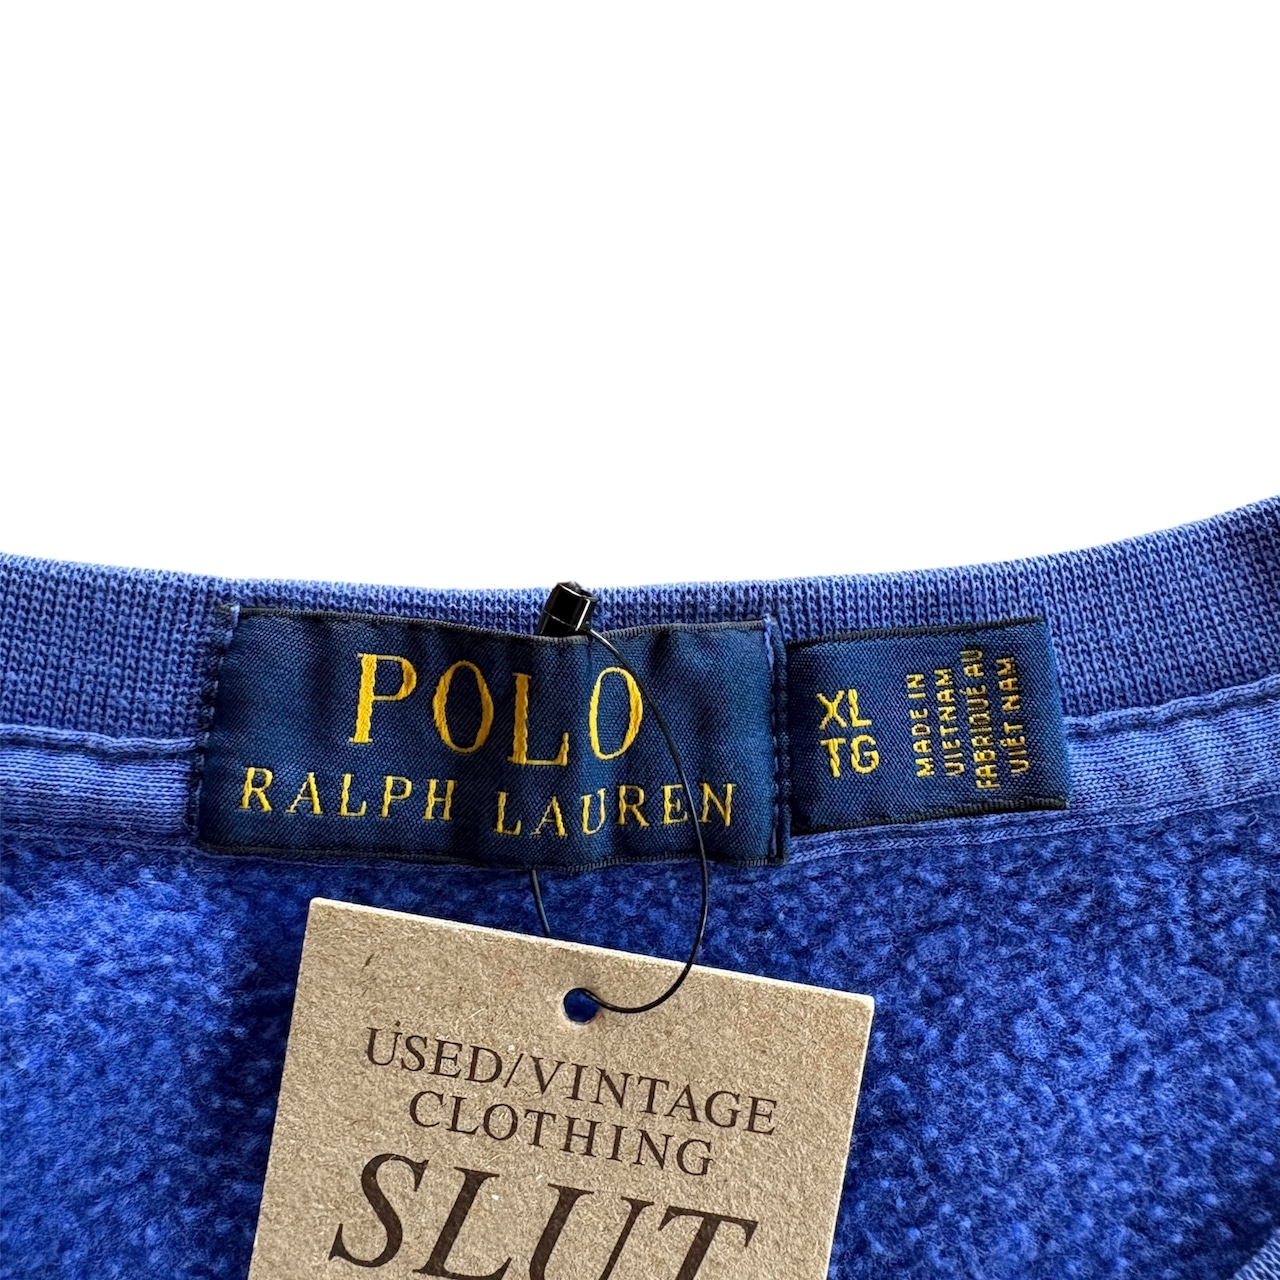 POLO
RALPH LAUREN
XL
TG
MADE IN
VIETNAM
FABRIQUÉ AU
VIÊT NAM
USED/VINTAGE
CLOTHING
SLUT